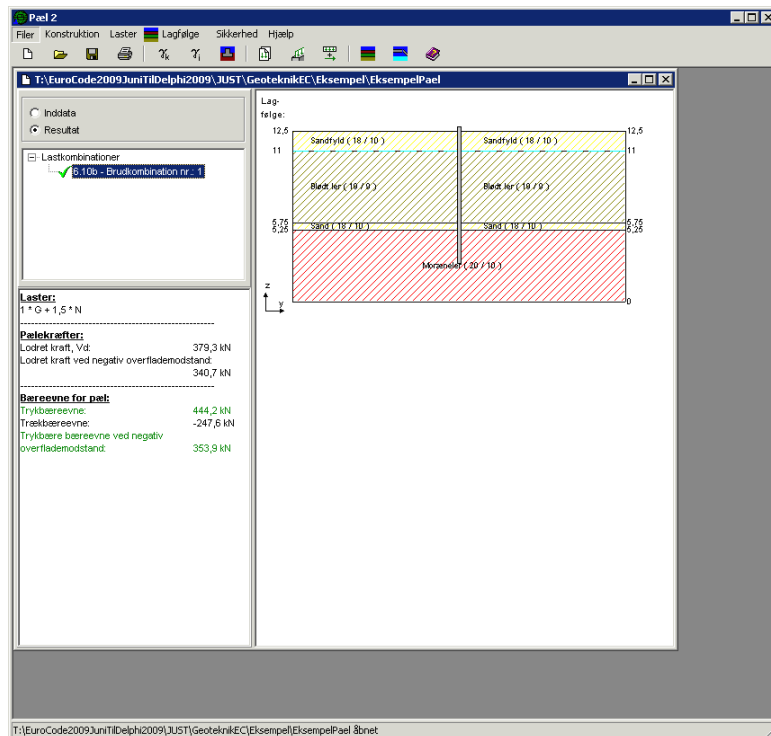 Pæl 2
Filer Konstruktion Laster Lagfølge Sikkerhed Hjælp
γk γi
T:\EuroCode2009JuniTilDelphi2009\JUST\GeoteknikEC\Eksempel\EksempelPael
Inddata
Resultat
Lastkombinationer
6.10b - Brudkombination nr.: 1
Laster:
1 * G + 1,5 * N
Pælekræfter:
Lodret kraft, Vd: 379,3 kN
Lodret kraft ved negativ overflademodstand:
340,7 kN
Bæreevne for pæl:
Trykbæreevne: 444,2 kN
Trækbæreevne: -247,6 kN
Trykbære bæreevne ved negativ
overflademodstand: 353,9 kN
Lag-
følge:
12,5 12,5
Sandfyld ( 18 / 10 ) Sandfyld ( 18 / 10 )
11 11
Blødt ler ( 19 / 9 ) Blødt ler ( 19 / 9 )
5,75 5,75
Sand ( 18 / 10 ) Sand ( 18 / 10 )
5,25 5,25
Moræneler ( 20 / 10 )
z
y
0
T:\EuroCode2009JuniTilDelphi2009\JUST\GeoteknikEC\Eksempel\EksempelPael åbnet